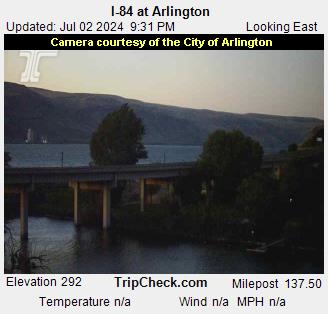 I-84 at Arlington
Updated: Jul 02 2024 9:31 PM Looking East
Camera courtesy of the City of Arlington
Elevation 292 TripCheck.com Milepost 137.50
Temperature n/a Wind n/a MPH n/a